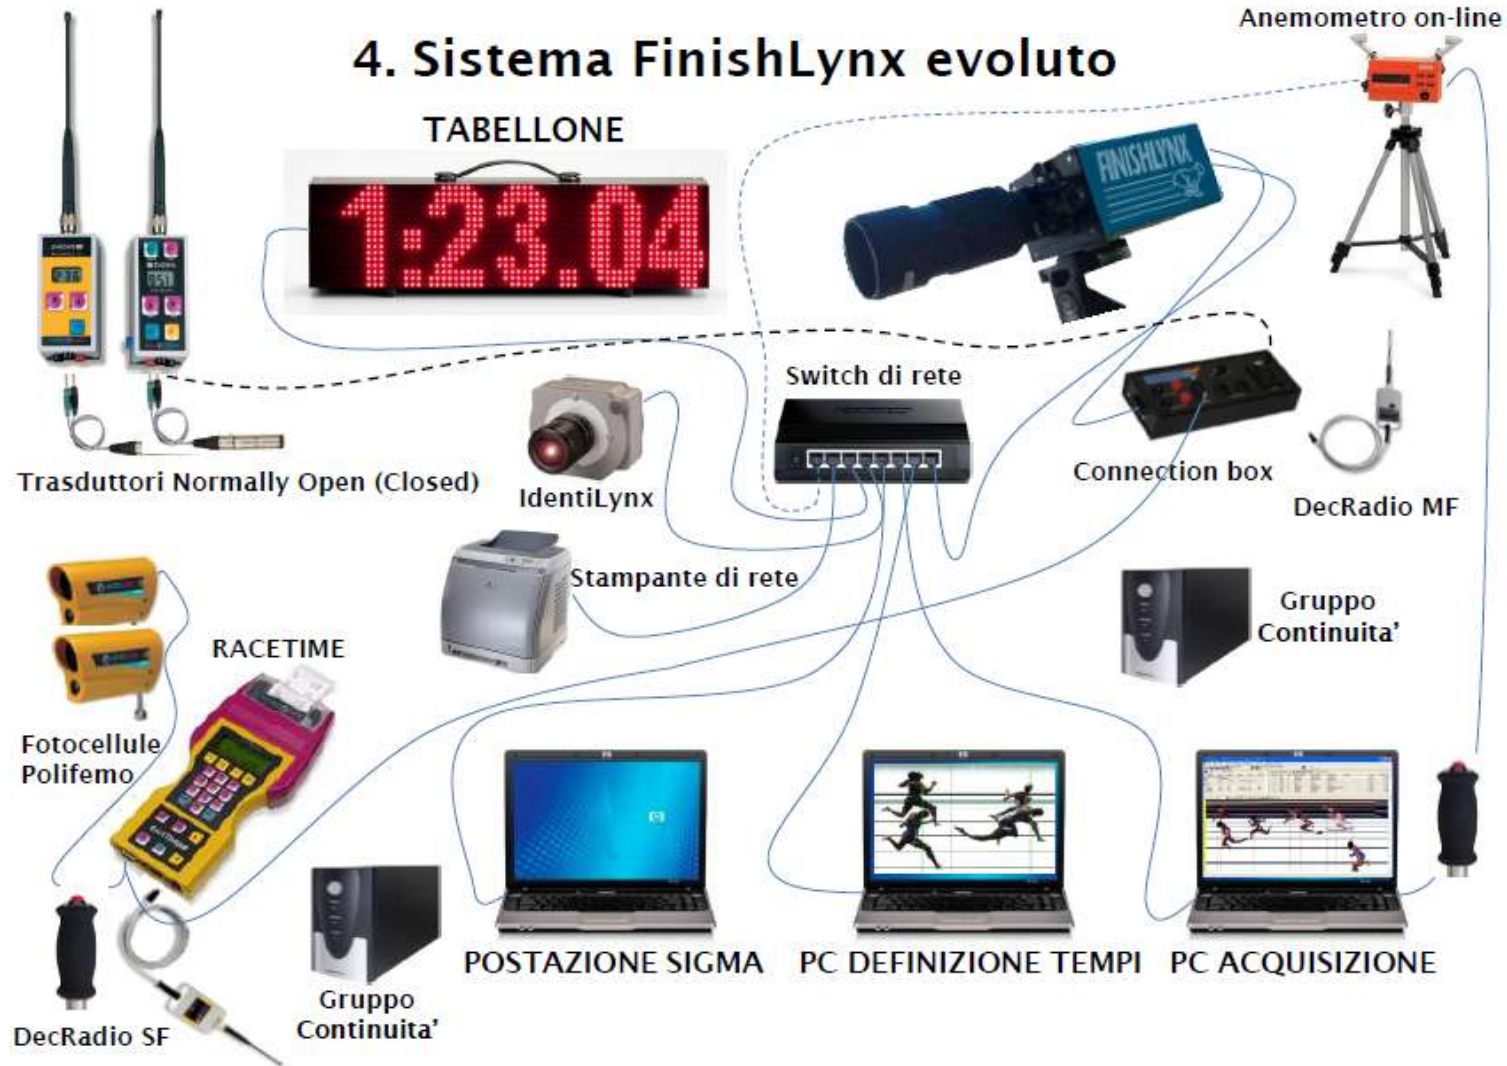 Anemometro on-line
4. Sistema FinishLynx evoluto
TABELLONE
1:23.04
FINISHLYNX
Switch di rete
Trasduttori Normally Open (Closed)
IdentiLynx
Connection box
DecRadio MF
Stampante di rete
Gruppo
Continuita'
RACETIME
Fotocellule
Polifemo
POSTAZIONE SIGMA
PC DEFINIZIONE TEMPI
PC ACQUISIZIONE
Gruppo
Continuita'
DecRadio SF